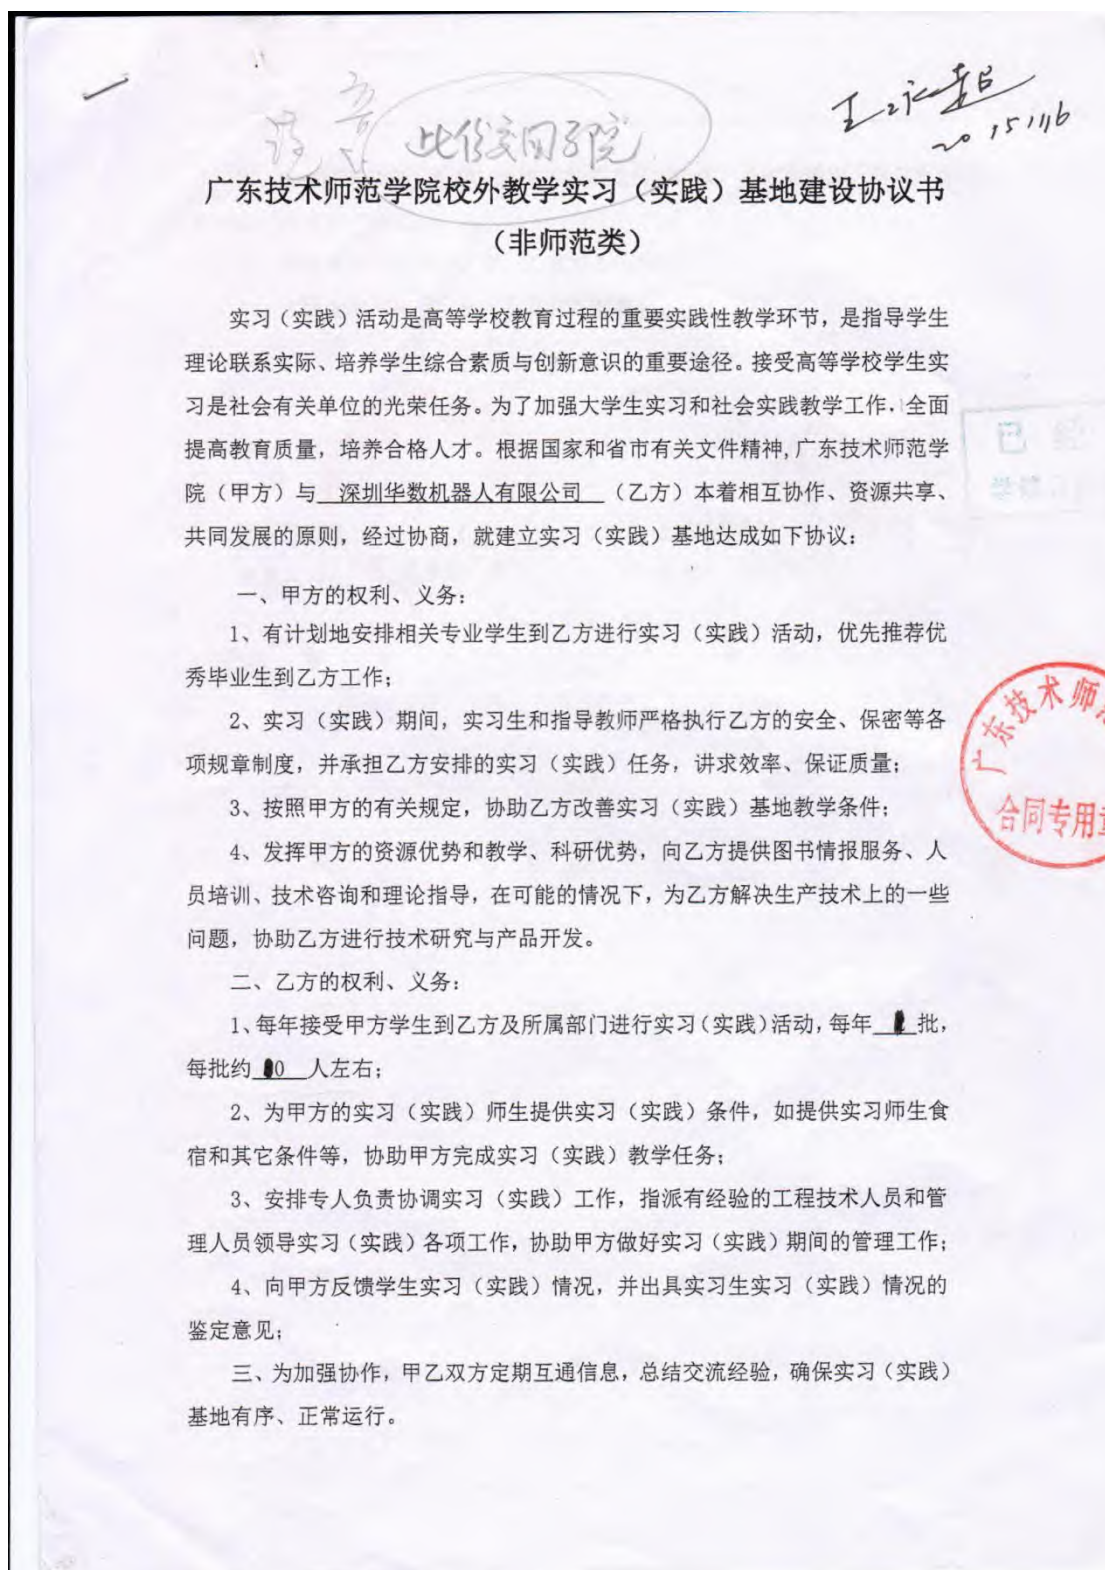 王永超
20151116
此份交回学院
广东技术师范学院校外教学实习（实践）基地建设协议书
（非师范类）
实习（实践）活动是高等学校教育过程的重要实践性教学环节，是指导学生
理论联系实际、培养学生综合素质与创新意识的重要途径。接受高等学校学生实
习是社会有关单位的光荣任务。为了加强大学生实习和社会实践教学工作，全面
提高教育质量，培养合格人才。根据国家和省市有关文件精神,广东技术师范学
院（甲方）与 深圳华数机器人有限公司 （乙方）本着相互协作、资源共享、
共同发展的原则，经过协商，就建立实习（实践）基地达成如下协议：
一、甲方的权利、义务：
1、有计划地安排相关专业学生到乙方进行实习（实践）活动，优先推荐优
秀毕业生到乙方工作；
2、实习（实践）期间，实习生和指导教师严格执行乙方的安全、保密等各
项规章制度，并承担乙方安排的实习（实践）任务，讲求效率、保证质量；
3、按照甲方的有关规定，协助乙方改善实习（实践）基地教学条件；
4、发挥甲方的资源优势和教学、科研优势，向乙方提供图书情报服务、人
员培训、技术咨询和理论指导，在可能的情况下，为乙方解决生产技术上的一些
问题，协助乙方进行技术研究与产品开发。
广东技术师
合同专用章
二、乙方的权利、义务：
1、每年接受甲方学生到乙方及所属部门进行实习（实践）活动，每年 批，
每批约 0 人左右；
2、为甲方的实习（实践）师生提供实习（实践）条件，如提供实习师生食
宿和其它条件等，协助甲方完成实习（实践）教学任务；
3、安排专人负责协调实习（实践）工作，指派有经验的工程技术人员和管
理人员领导实习（实践）各项工作，协助甲方做好实习（实践）期间的管理工作；
4、向甲方反馈学生实习（实践）情况，并出具实习生实习（实践）情况的
鉴定意见；
三、为加强协作，甲乙双方定期互通信息，总结交流经验，确保实习（实践）
基地有序、正常运行。